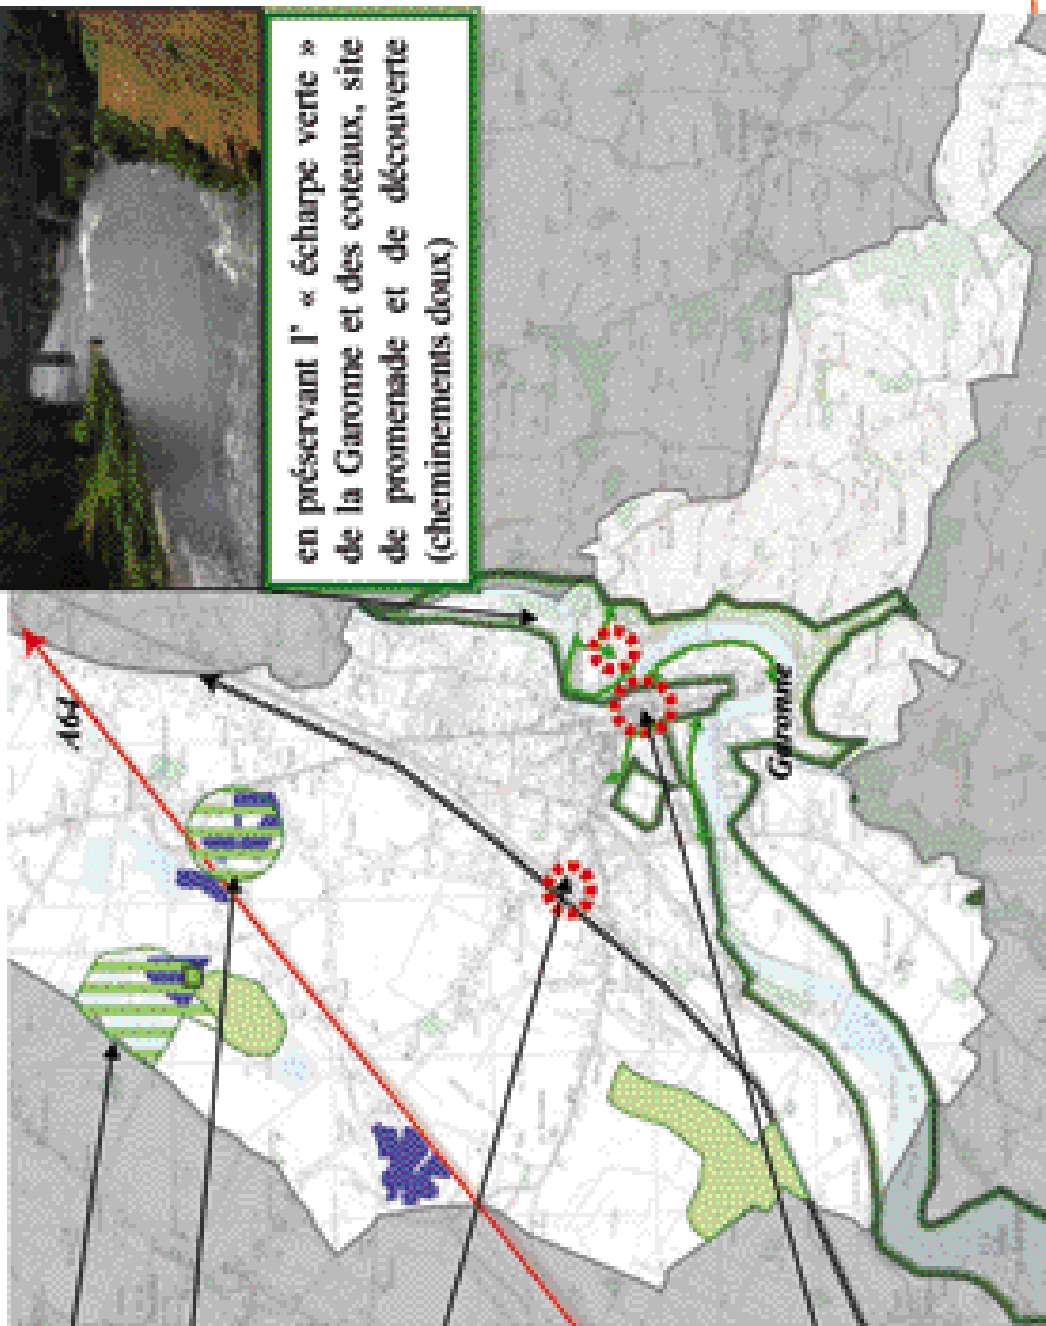 en préservant l' « écharpe verte »
de la Garonne et des coteaux, site
de promenade et de découverte
(cheminements doux)
A64
Garonne